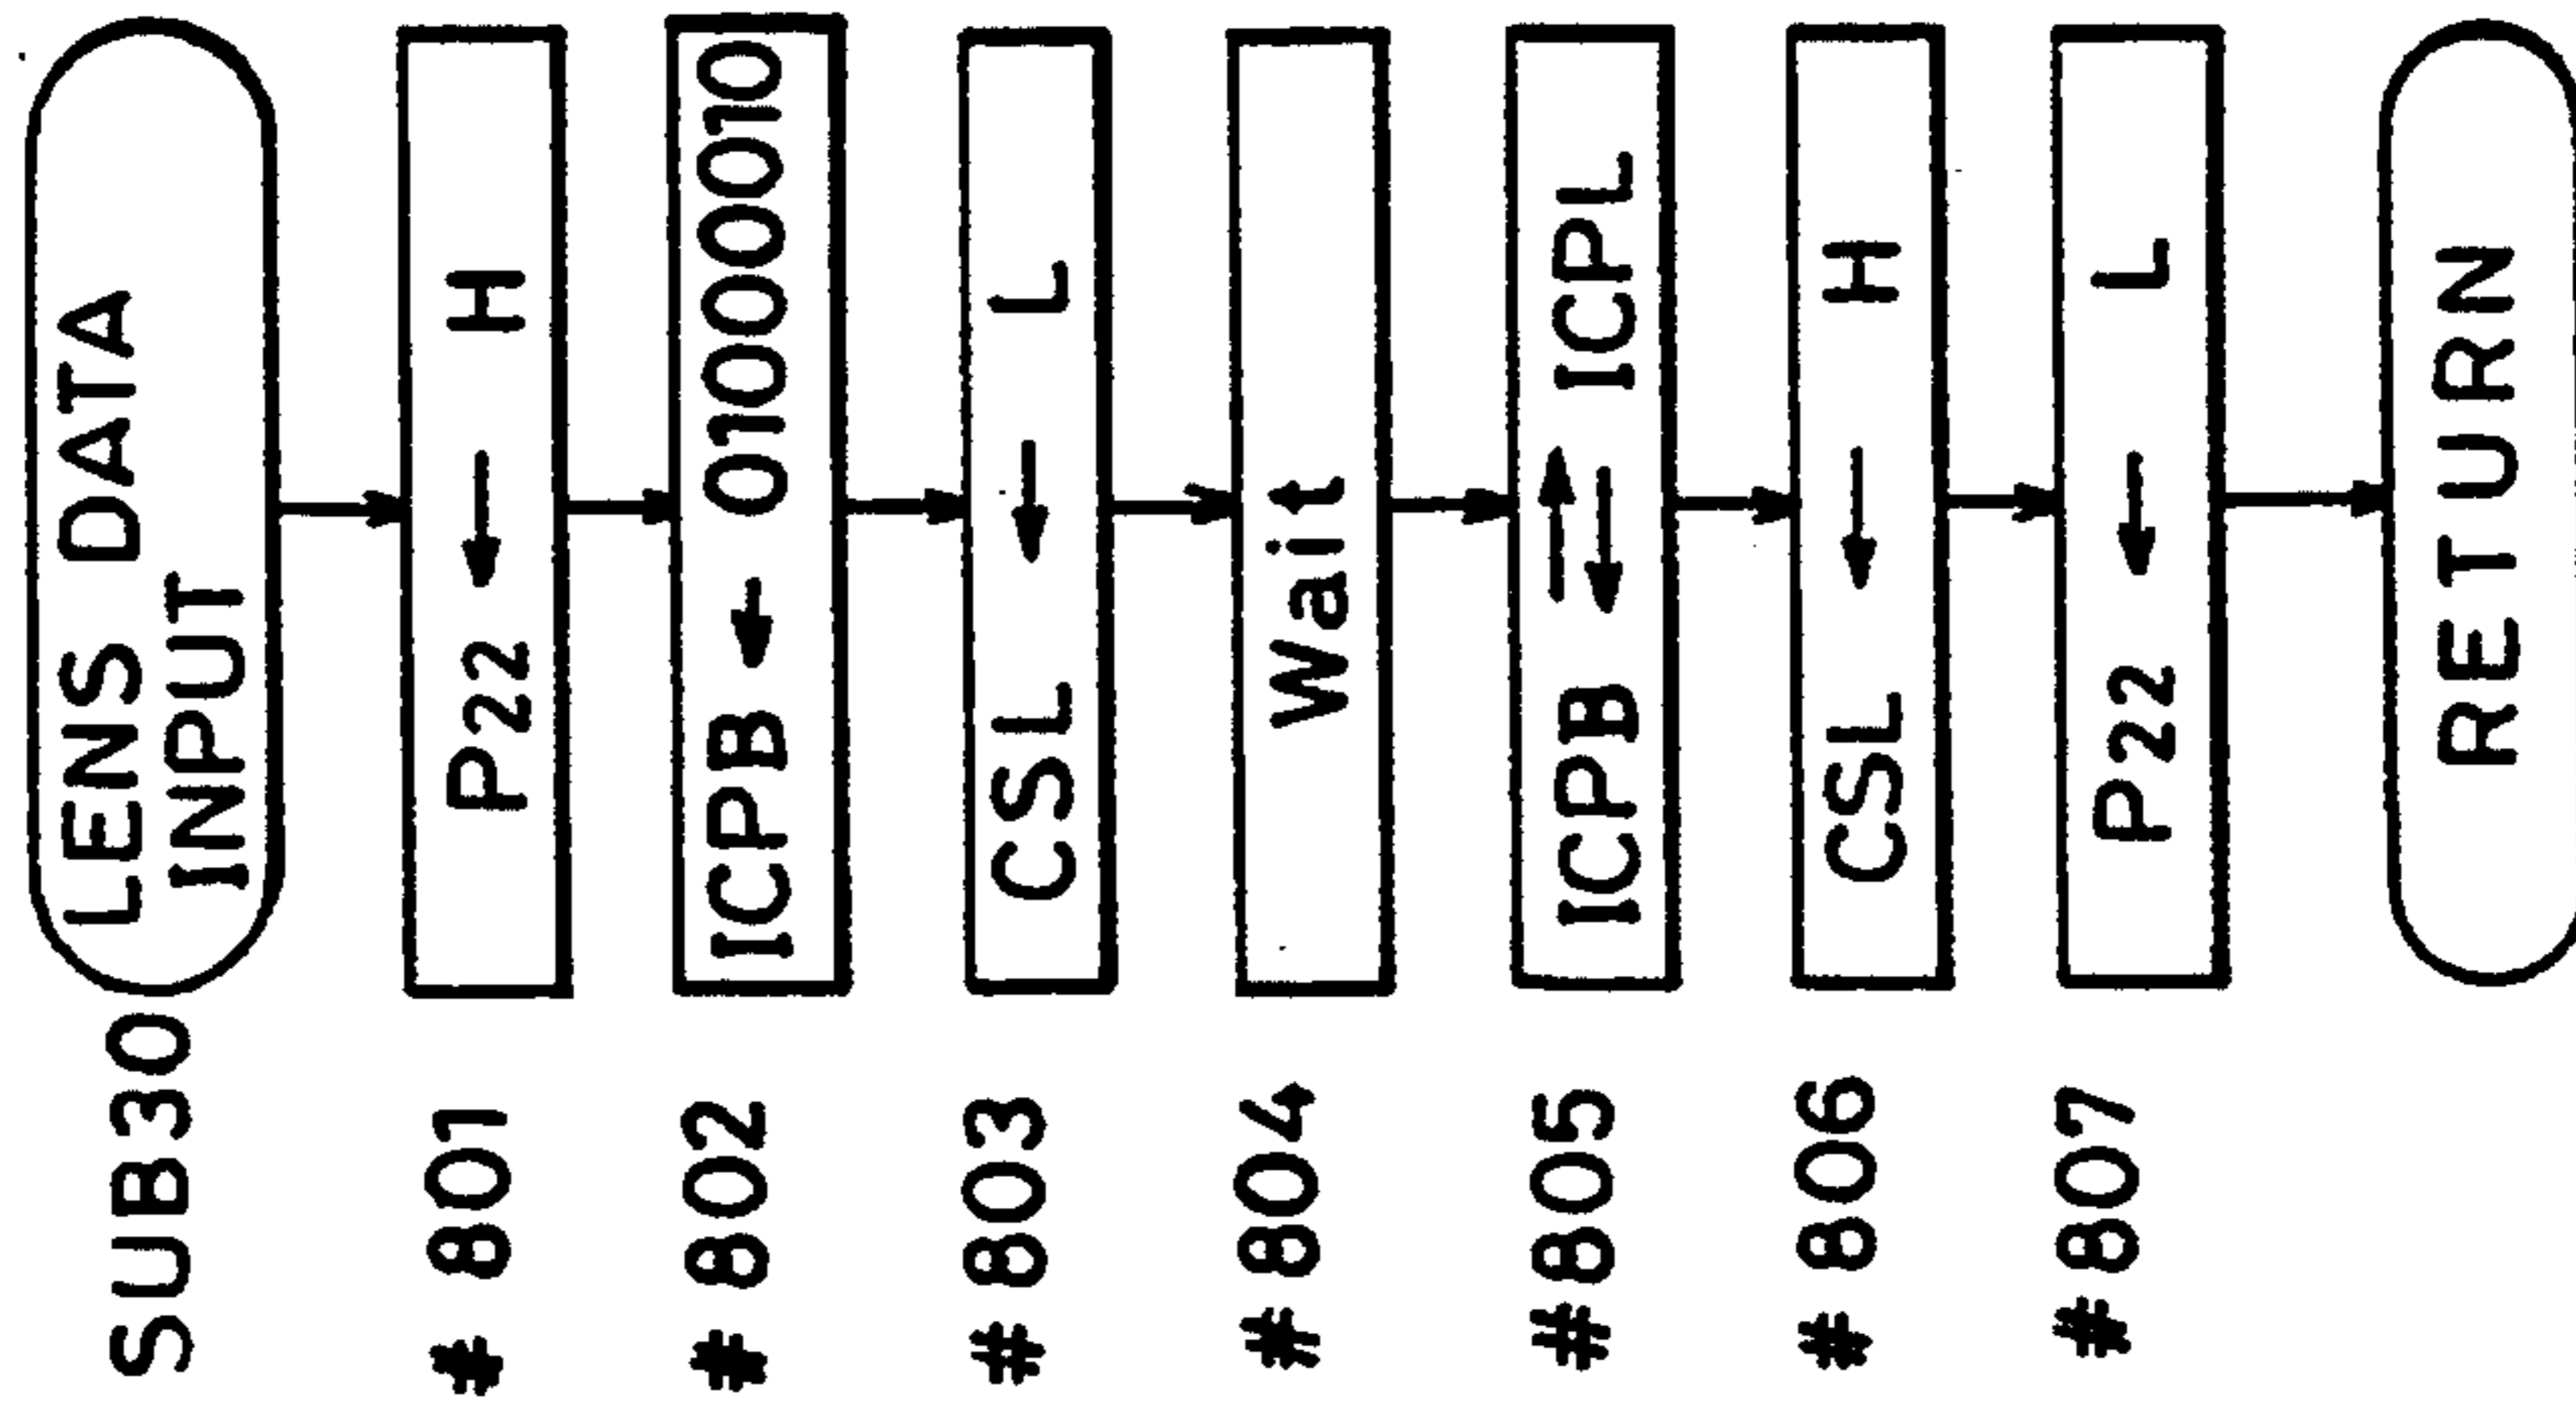 SUB30 LENS DATA
INPUT
# 801 P22 ← H
# 802 ICPB ← 01000010
# 803 CSL ← L
# 804 Wait
# 805 ICPB ⇄ ICPL
# 806 CSL ← H
# 807 P22 ← L
RETURN